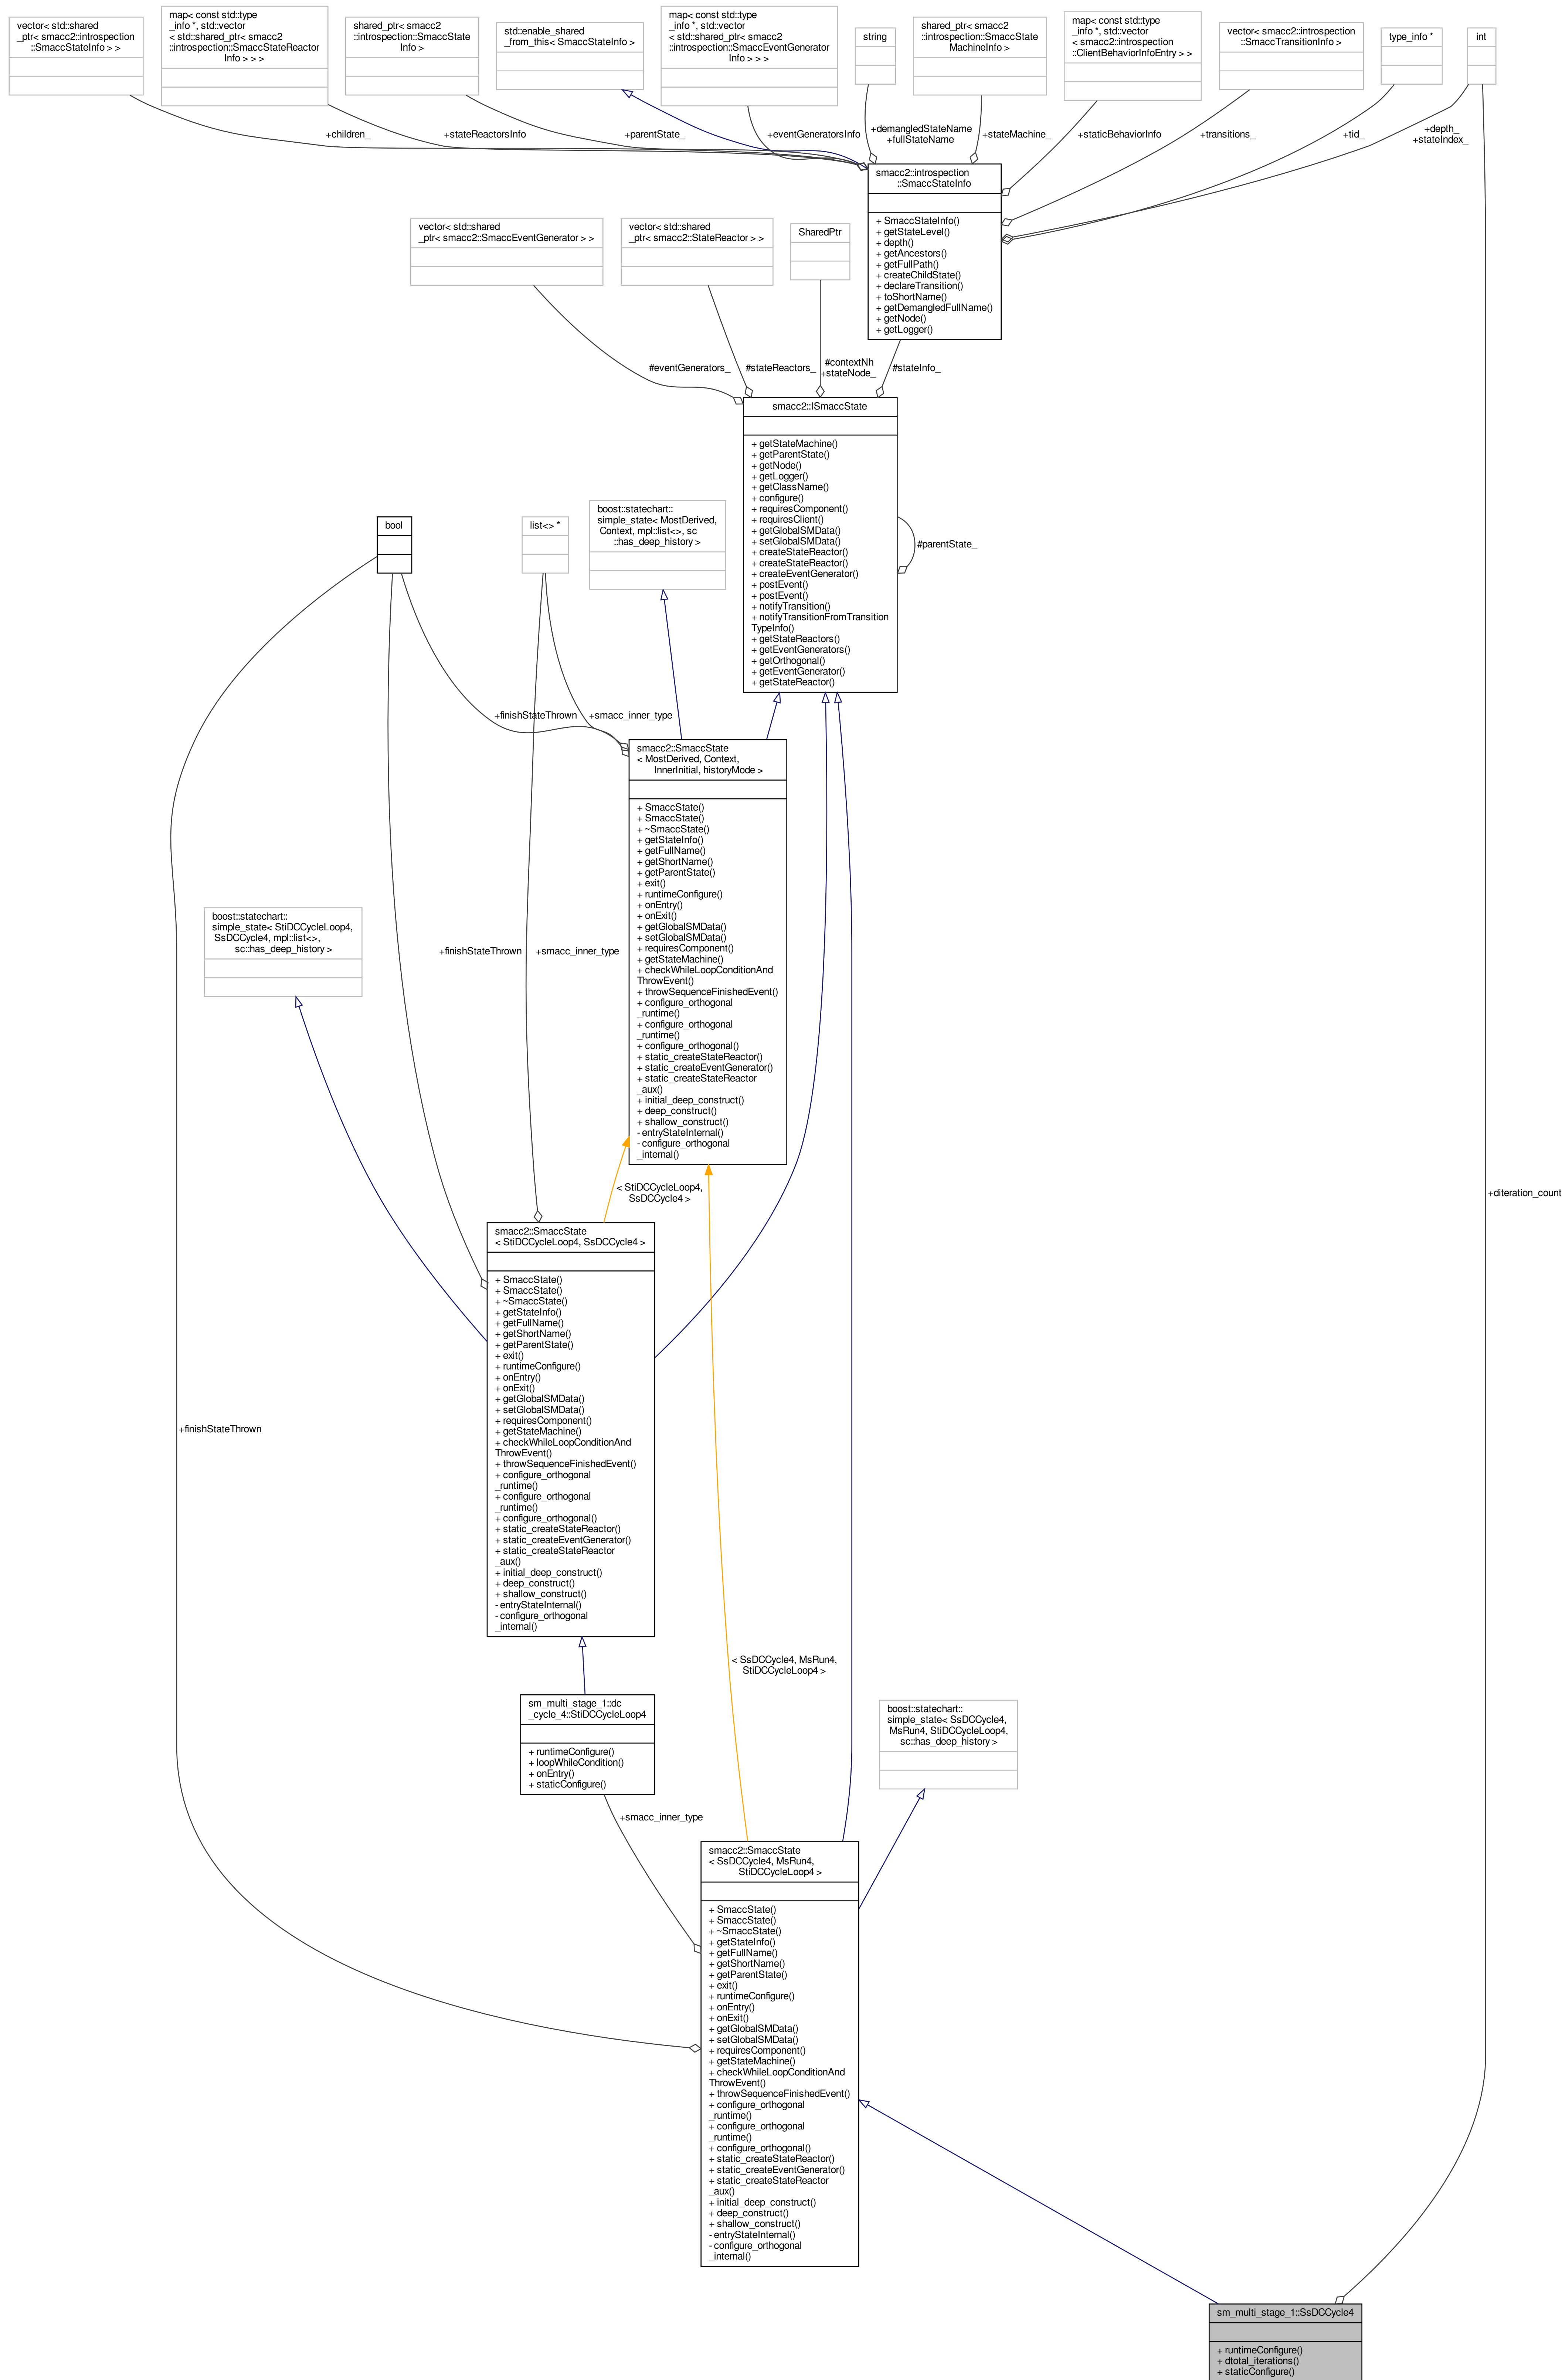 vector< std::shared
_ptr< smacc2::introspection
::SmaccStateInfo > >
map< const std::type
_info *, std::vector
< std::shared_ptr< smacc2
::introspection::SmaccStateReactor
Info > > >
shared_ptr< smacc2
::introspection::SmaccState
Info >
std::enable_shared
_from_this< SmaccStateInfo >
map< const std::type
_info *, std::vector
< std::shared_ptr< smacc2
::introspection::SmaccEventGenerator
Info > > >
string
shared_ptr< smacc2
::introspection::SmaccState
MachineInfo >
map< const std::type
_info *, std::vector
< smacc2::introspection
::ClientBehaviorInfoEntry > >
vector< smacc2::introspection
::SmaccTransitionInfo >
type_info *
int
+children_
+stateReactorsInfo
+parentState_
+eventGeneratorsInfo
+demangledStateName
+fullStateName
+stateMachine_
+staticBehaviorInfo
+transitions_
+tid_
+depth_
+stateIndex_
smacc2::introspection
::SmaccStateInfo
+ SmaccStateInfo()
+ getStateLevel()
+ depth()
+ getAncestors()
+ getFullPath()
+ createChildState()
+ declareTransition()
+ toShortName()
+ getDemangledFullName()
+ getNode()
+ getLogger()
vector< std::shared
_ptr< smacc2::SmaccEventGenerator > >
vector< std::shared
_ptr< smacc2::StateReactor > >
SharedPtr
#eventGenerators_
#stateReactors_
#contextNh
+stateNode_
#stateInfo_
smacc2::ISmaccState
+ getStateMachine()
+ getParentState()
+ getNode()
+ getLogger()
+ getClassName()
+ configure()
+ requiresComponent()
+ requiresClient()
+ getGlobalSMData()
+ setGlobalSMData()
+ createStateReactor()
+ createStateReactor()
+ createEventGenerator()
+ postEvent()
+ postEvent()
+ notifyTransition()
+ notifyTransitionFromTransition
TypeInfo()
+ getStateReactors()
+ getEventGenerators()
+ getOrthogonal()
+ getEventGenerator()
+ getStateReactor()
#parentState_
bool
list<> *
boost::statechart::
simple_state< MostDerived,
Context, mpl::list<>, sc
::has_deep_history >
+finishStateThrown
+smacc_inner_type
smacc2::SmaccState
< MostDerived, Context,
InnerInitial, historyMode >
+ SmaccState()
+ SmaccState()
+ ~SmaccState()
+ getStateInfo()
+ getFullName()
+ getShortName()
+ getParentState()
+ exit()
+ runtimeConfigure()
+ onEntry()
+ onExit()
+ getGlobalSMData()
+ setGlobalSMData()
+ requiresComponent()
+ getStateMachine()
+ checkWhileLoopConditionAnd
ThrowEvent()
+ throwSequenceFinishedEvent()
+ configure_orthogonal
_runtime()
+ configure_orthogonal
_runtime()
+ configure_orthogonal()
+ static_createStateReactor()
+ static_createEventGenerator()
+ static_createStateReactor
_aux()
+ initial_deep_construct()
+ deep_construct()
+ shallow_construct()
- entryStateInternal()
- configure_orthogonal
_internal()
boost::statechart::
simple_state< StiDCCycleLoop4,
SsDCCycle4, mpl::list<>,
sc::has_deep_history >
+finishStateThrown
+smacc_inner_type
+diteration_count
< StiDCCycleLoop4,
SsDCCycle4 >
smacc2::SmaccState
< StiDCCycleLoop4, SsDCCycle4 >
+ SmaccState()
+ SmaccState()
+ ~SmaccState()
+ getStateInfo()
+ getFullName()
+ getShortName()
+ getParentState()
+ exit()
+ runtimeConfigure()
+ onEntry()
+ onExit()
+ getGlobalSMData()
+ setGlobalSMData()
+ requiresComponent()
+ getStateMachine()
+ checkWhileLoopConditionAnd
ThrowEvent()
+ throwSequenceFinishedEvent()
+ configure_orthogonal
_runtime()
+ configure_orthogonal
_runtime()
+ configure_orthogonal()
+ static_createStateReactor()
+ static_createEventGenerator()
+ static_createStateReactor
_aux()
+ initial_deep_construct()
+ deep_construct()
+ shallow_construct()
- entryStateInternal()
- configure_orthogonal
_internal()
+finishStateThrown
< SsDCCycle4, MsRun4,
StiDCCycleLoop4 >
sm_multi_stage_1::dc
_cycle_4::StiDCCycleLoop4
+ runtimeConfigure()
+ loopWhileCondition()
+ onEntry()
+ staticConfigure()
boost::statechart::
simple_state< SsDCCycle4,
MsRun4, StiDCCycleLoop4,
sc::has_deep_history >
+smacc_inner_type
smacc2::SmaccState
< SsDCCycle4, MsRun4,
StiDCCycleLoop4 >
+ SmaccState()
+ SmaccState()
+ ~SmaccState()
+ getStateInfo()
+ getFullName()
+ getShortName()
+ getParentState()
+ exit()
+ runtimeConfigure()
+ onEntry()
+ onExit()
+ getGlobalSMData()
+ setGlobalSMData()
+ requiresComponent()
+ getStateMachine()
+ checkWhileLoopConditionAnd
ThrowEvent()
+ throwSequenceFinishedEvent()
+ configure_orthogonal
_runtime()
+ configure_orthogonal
_runtime()
+ configure_orthogonal()
+ static_createStateReactor()
+ static_createEventGenerator()
+ static_createStateReactor
_aux()
+ initial_deep_construct()
+ deep_construct()
+ shallow_construct()
- entryStateInternal()
- configure_orthogonal
_internal()
sm_multi_stage_1::SsDCCycle4
+ runtimeConfigure()
+ dtotal_iterations()
+ staticConfigure()